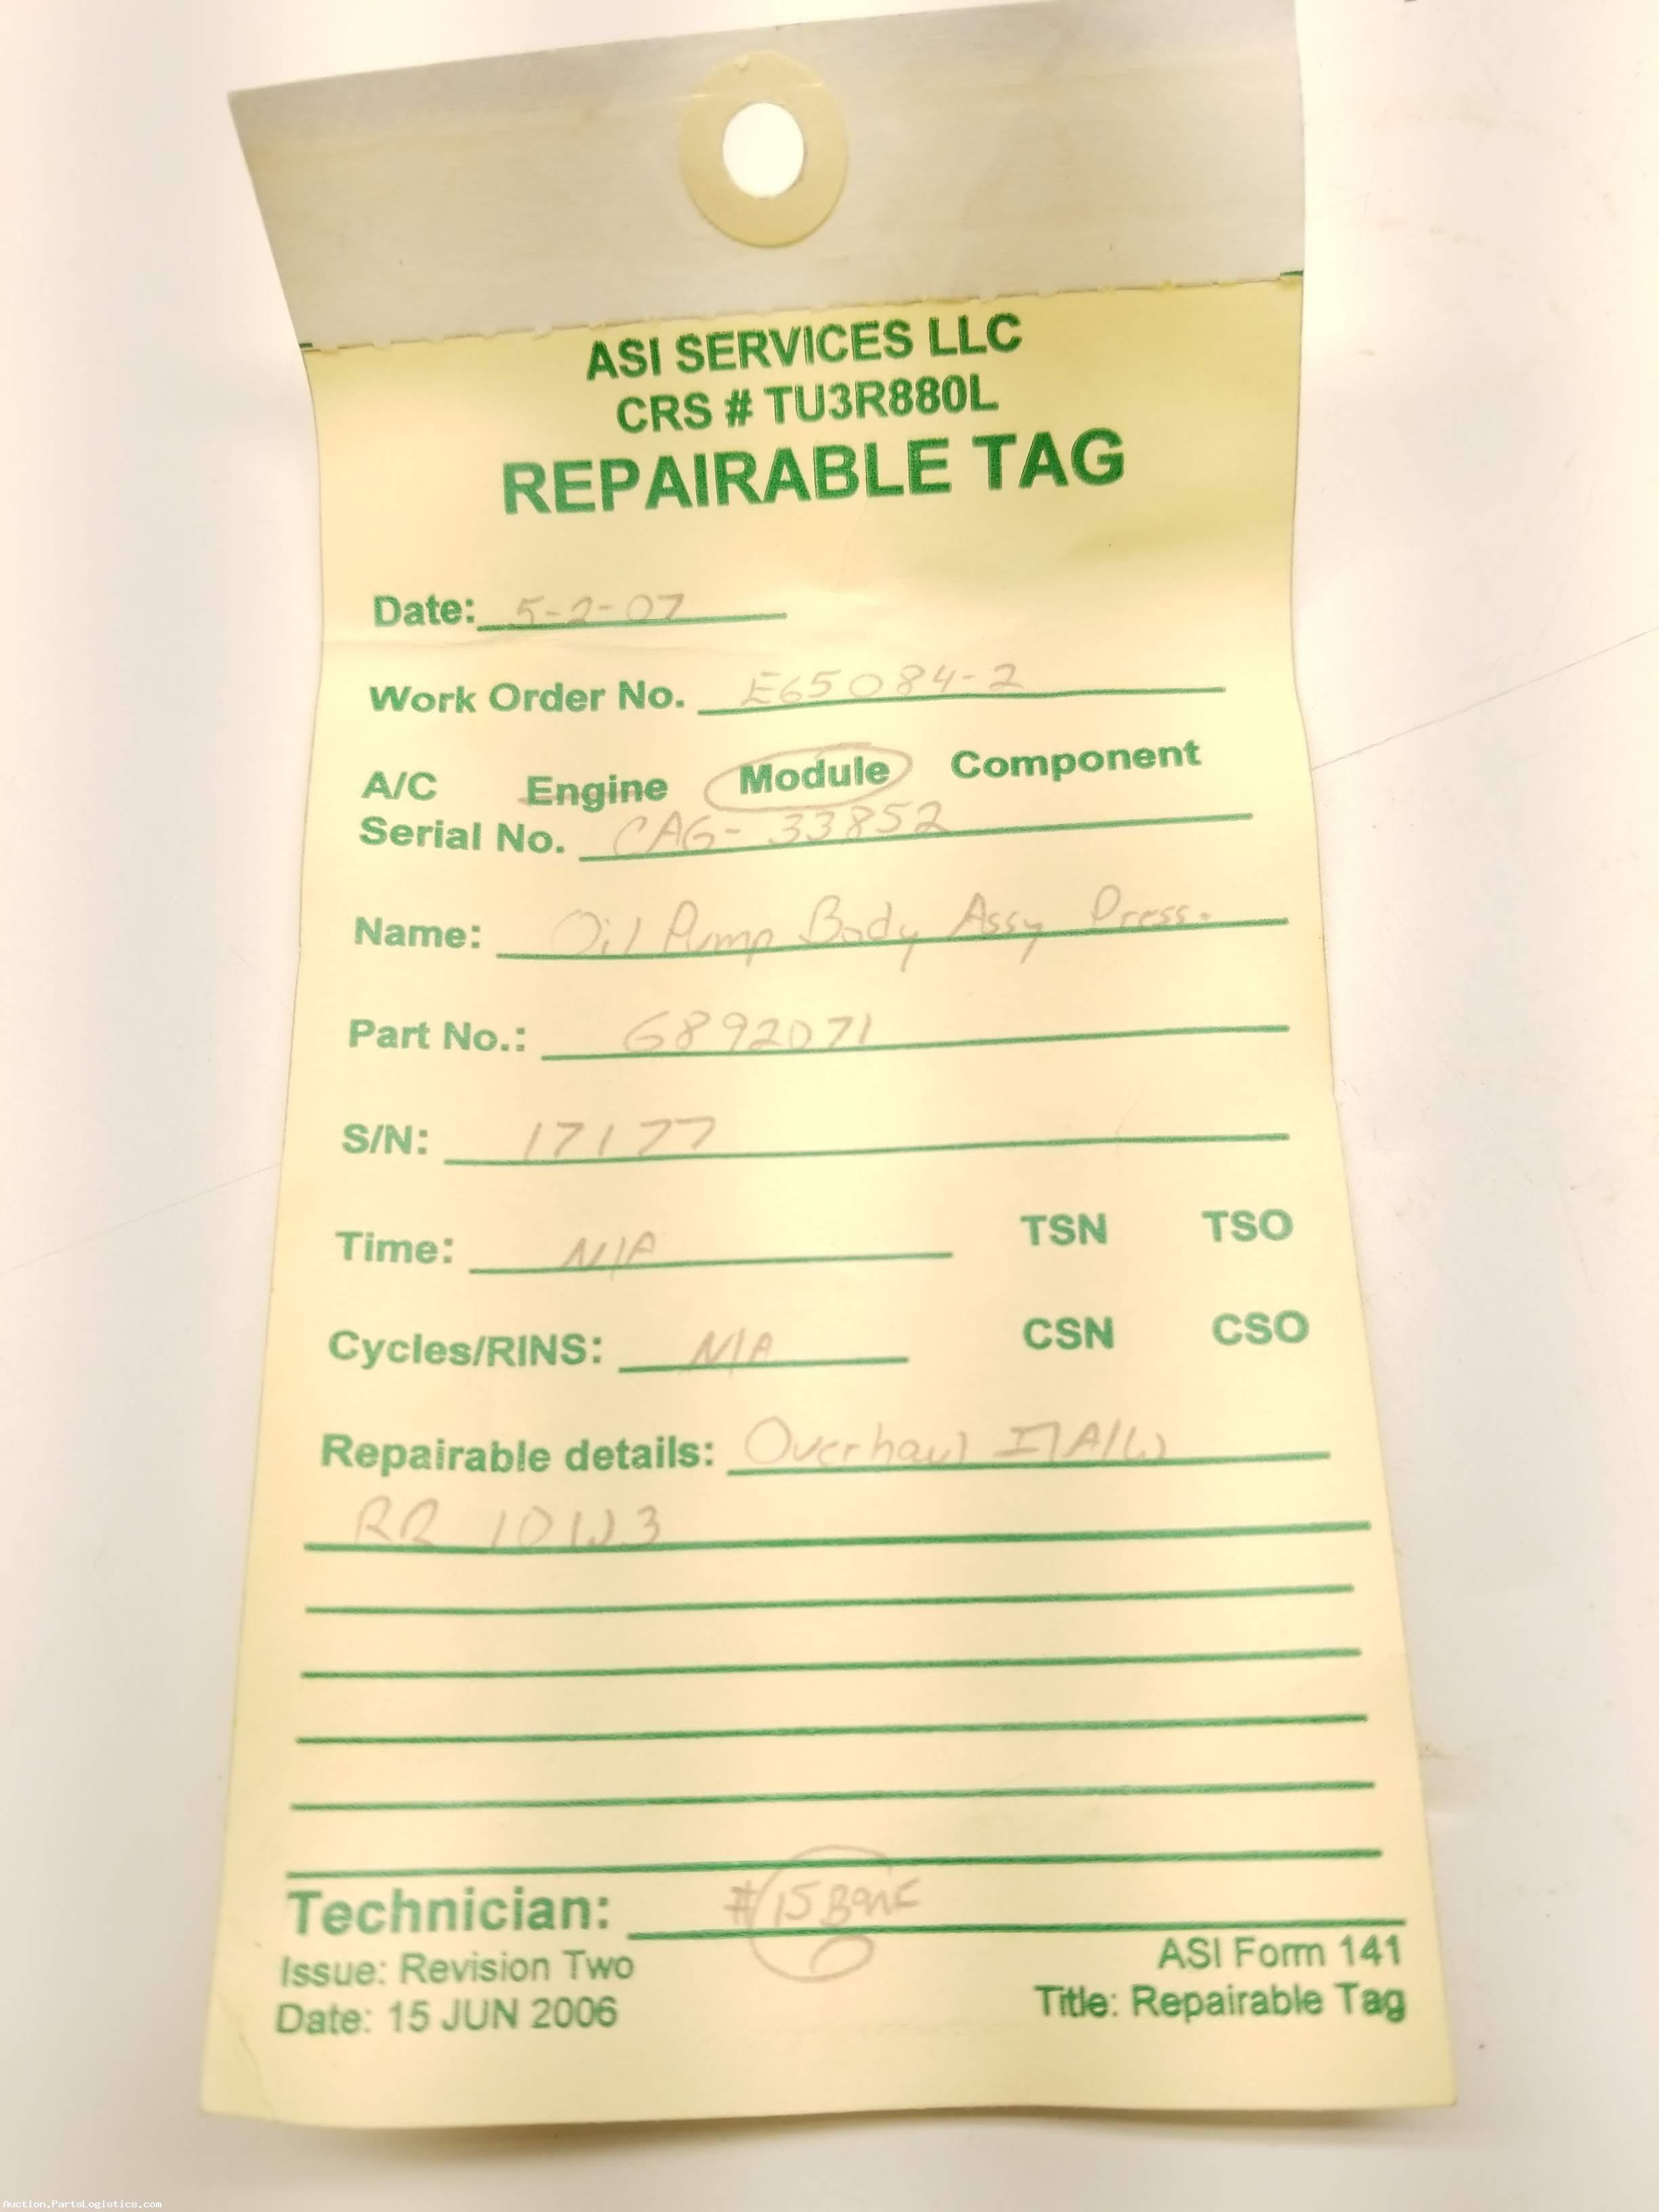 ASI SERVICES LLC
CRS # TU3R880L
REPAIRABLE TAG
Date: 5-2-07
Work Order No. E65084-2
A/C Engine Module Component
Serial No. CAG-33852
Name: Oil Pump Body Assy Press.
Part No.: 6892071
S/N: 17177
Time: N/A TSN TSO
Cycles/RINS: N/A CSN CSO
Repairable details: Overhaul I/A/W
RR 10W3
Technician: #15
Issue: Revision Two ASI Form 141
Date: 15 JUN 2006 Title: Repairable Tag
Auction.PartsLogistics.com